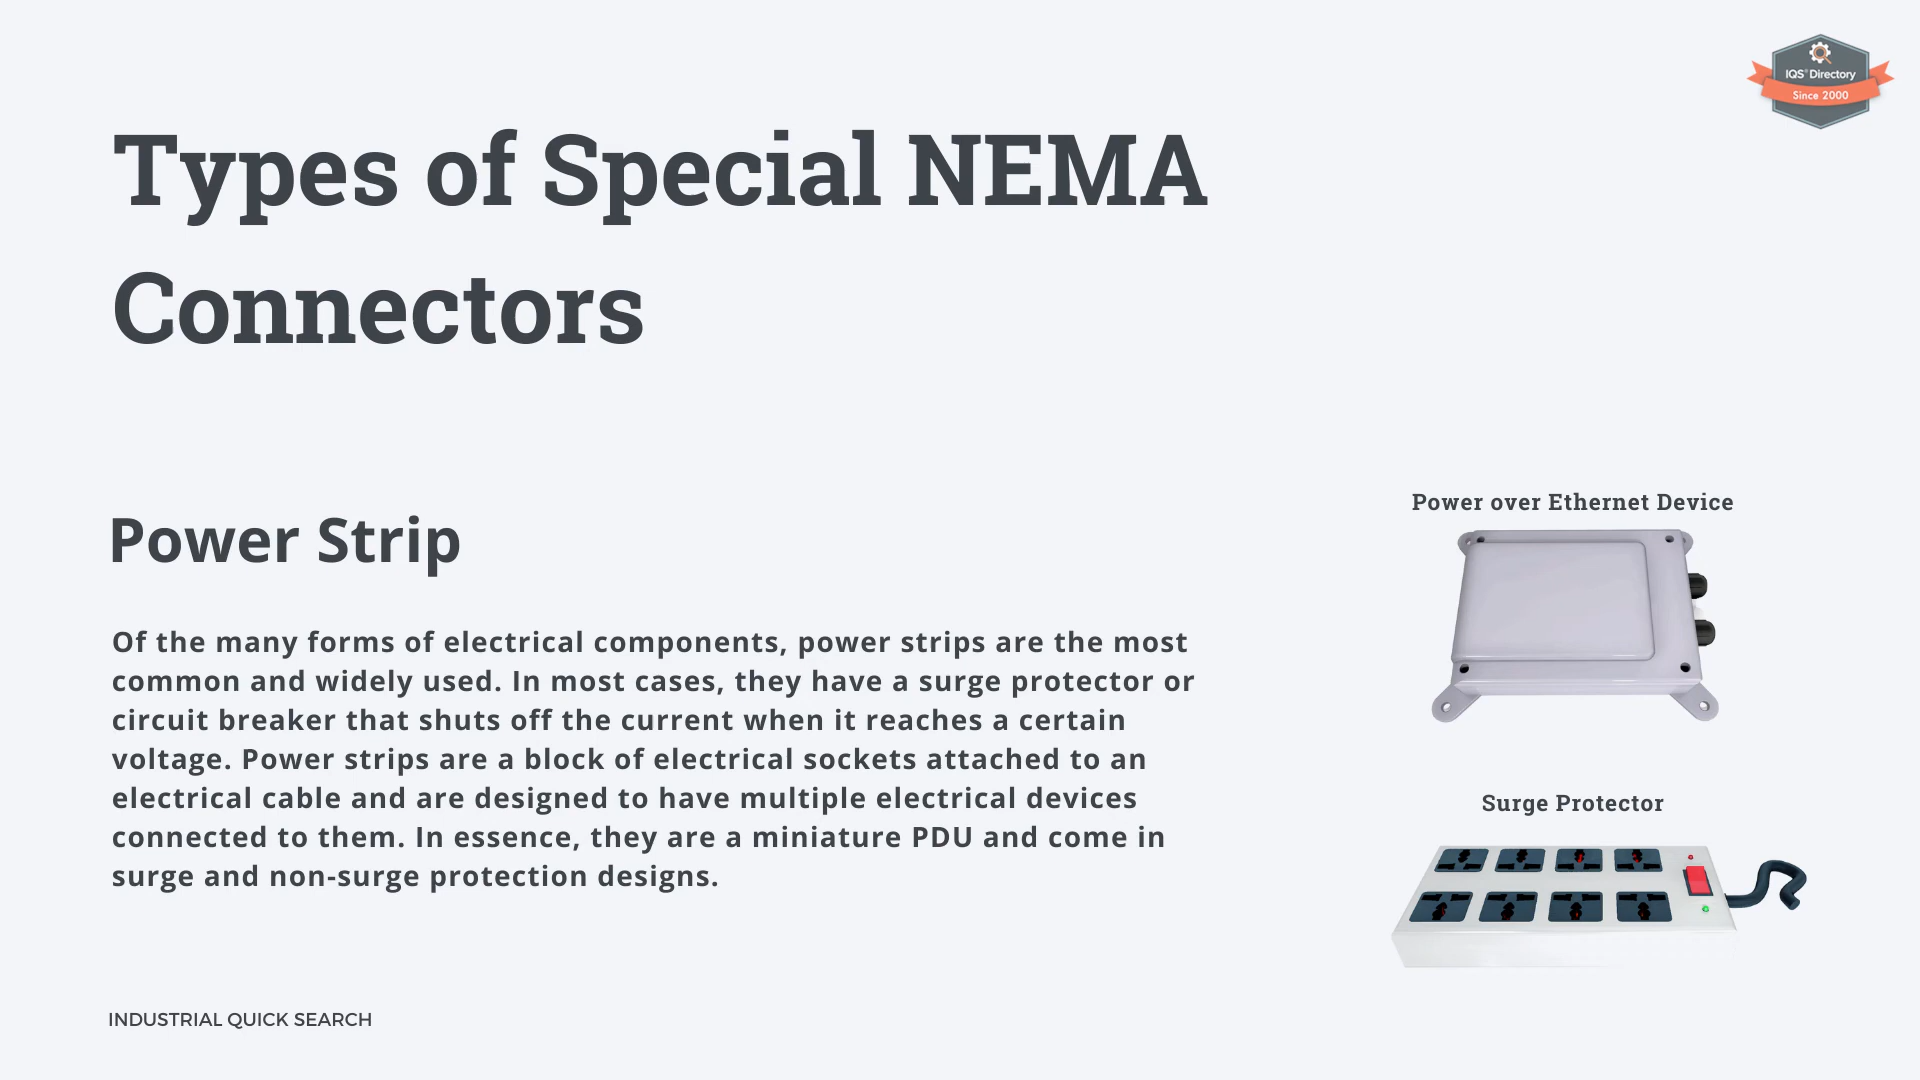 IQS® Directory
Since 2000
Types of Special NEMA
Connectors
Power Strip
Of the many forms of electrical components, power strips are the most
common and widely used. In most cases, they have a surge protector or
circuit breaker that shuts off the current when it reaches a certain
voltage. Power strips are a block of electrical sockets attached to an
electrical cable and are designed to have multiple electrical devices
connected to them. In essence, they are a miniature PDU and come in
surge and non-surge protection designs.
Power over Ethernet Device
Surge Protector
INDUSTRIAL QUICK SEARCH